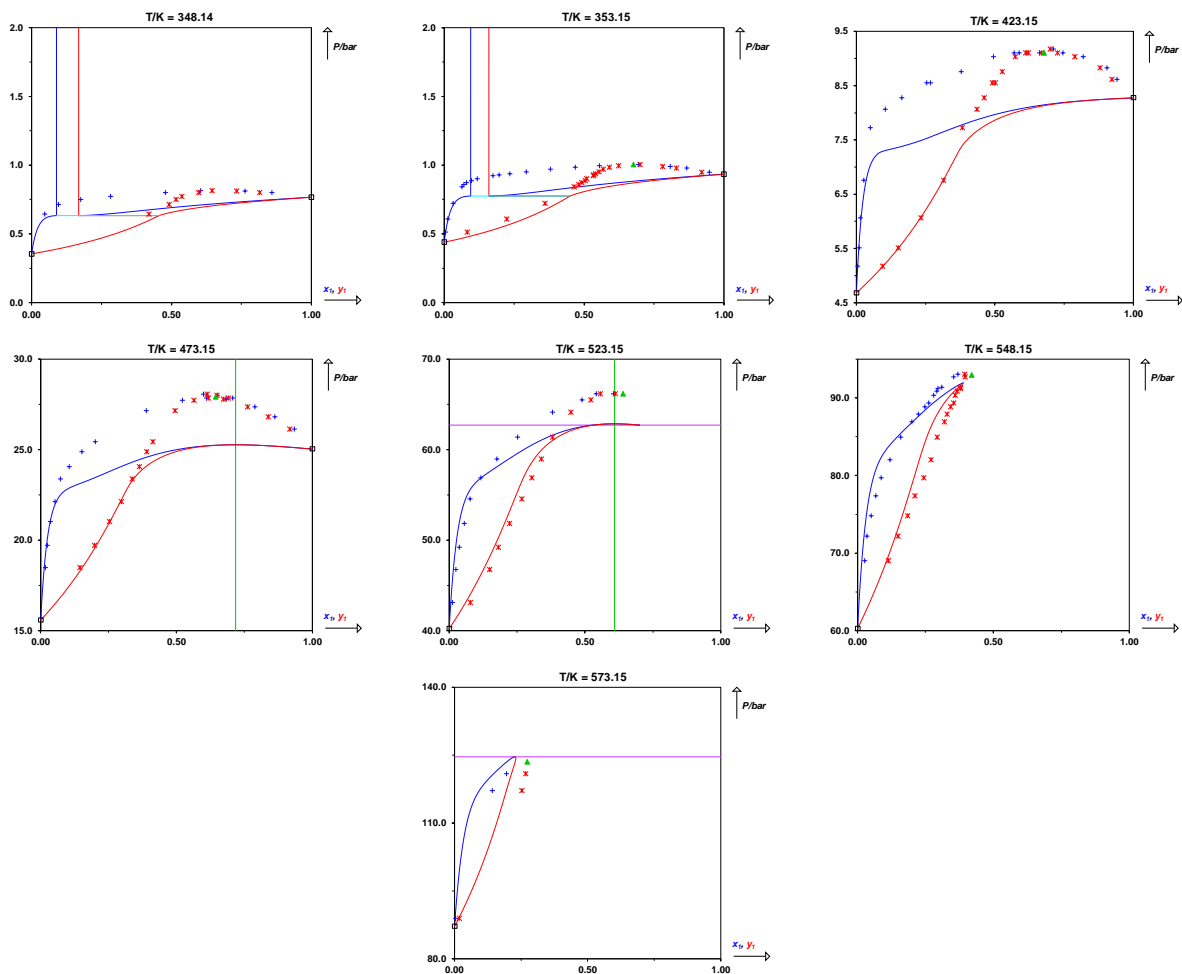 T/K = 348.14
2.0
P/bar
1.5
1.0
0.5
0.0
x₁, y₁
0.00
0.50
1.00
T/K = 353.15
2.0
P/bar
1.5
1.0
0.5
0.0
x₁, y₁
0.00
0.50
1.00
T/K = 423.15
9.5
P/bar
8.5
7.5
6.5
5.5
4.5
x₁, y₁
0.00
0.50
1.00
T/K = 473.15
30.0
P/bar
25.0
20.0
15.0
x₁, y₁
0.00
0.50
1.00
T/K = 523.15
70.0
P/bar
60.0
50.0
40.0
x₁, y₁
0.00
0.50
1.00
T/K = 548.15
P/bar
90.0
80.0
70.0
60.0
x₁, y₁
0.00
0.50
1.00
T/K = 573.15
140.0
P/bar
110.0
80.0
x₁, y₁
0.00
0.50
1.00